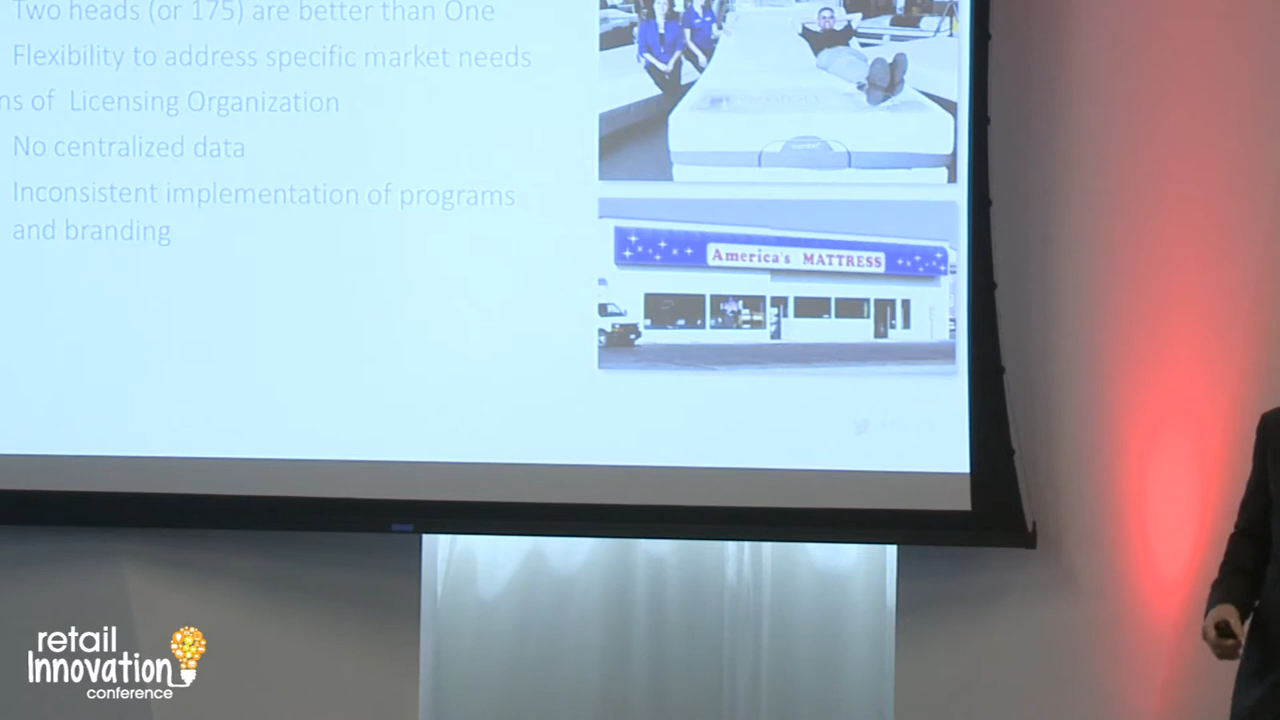 Two heads (or 175) are better than One
Flexibility to address specific market needs
ns of Licensing Organization
No centralized data
Inconsistent implementation of programs
and branding
America's MATTRESS
retail
Innovation
conference